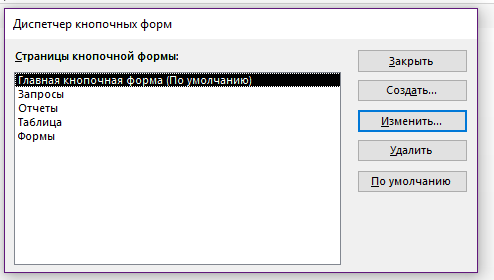 Диспетчер кнопочных форм
Страницы кнопочной формы:
Главная кнопочная форма (По умолчанию)
Запросы
Отчеты
Таблица
Формы
Закрыть
Создать...
Изменить...
Удалить
По умолчанию